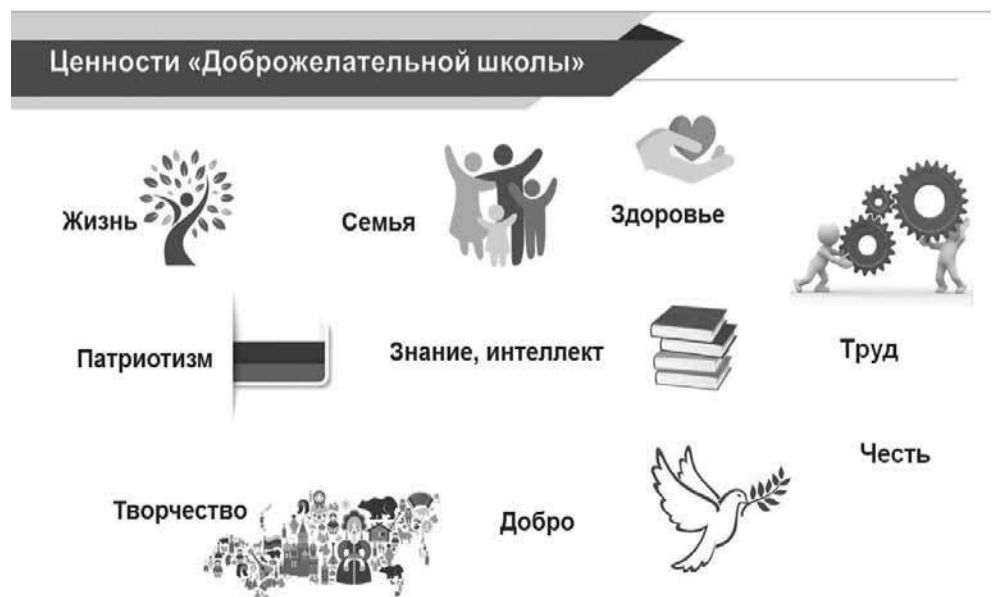 Ценности «Доброжелательной школы»
Жизнь
Семья
Здоровье
Патриотизм
Знание, интеллект
Труд
Честь
Творчество
Добро